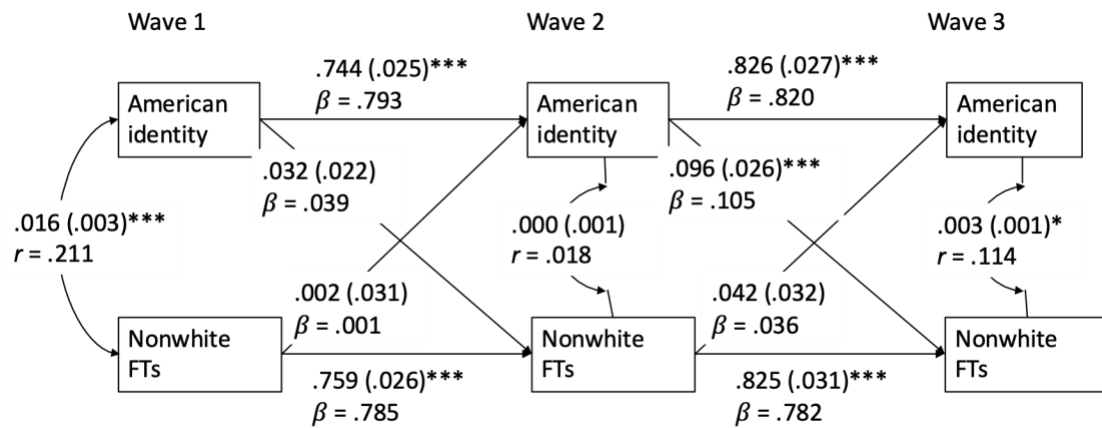 Wave 1
Wave 2
Wave 3
.744 (.025)***
β = .793
.826 (.027)***
β = .820
American
identity
American
identity
American
identity
.032 (.022)
β = .039
.096 (.026)***
β = .105
.016 (.003)***
r = .211
.000 (.001)
r = .018
.003 (.001)*
r = .114
.002 (.031)
β = .001
.042 (.032)
β = .036
Nonwhite
FTs
Nonwhite
FTs
Nonwhite
FTs
.759 (.026)***
β = .785
.825 (.031)***
β = .782